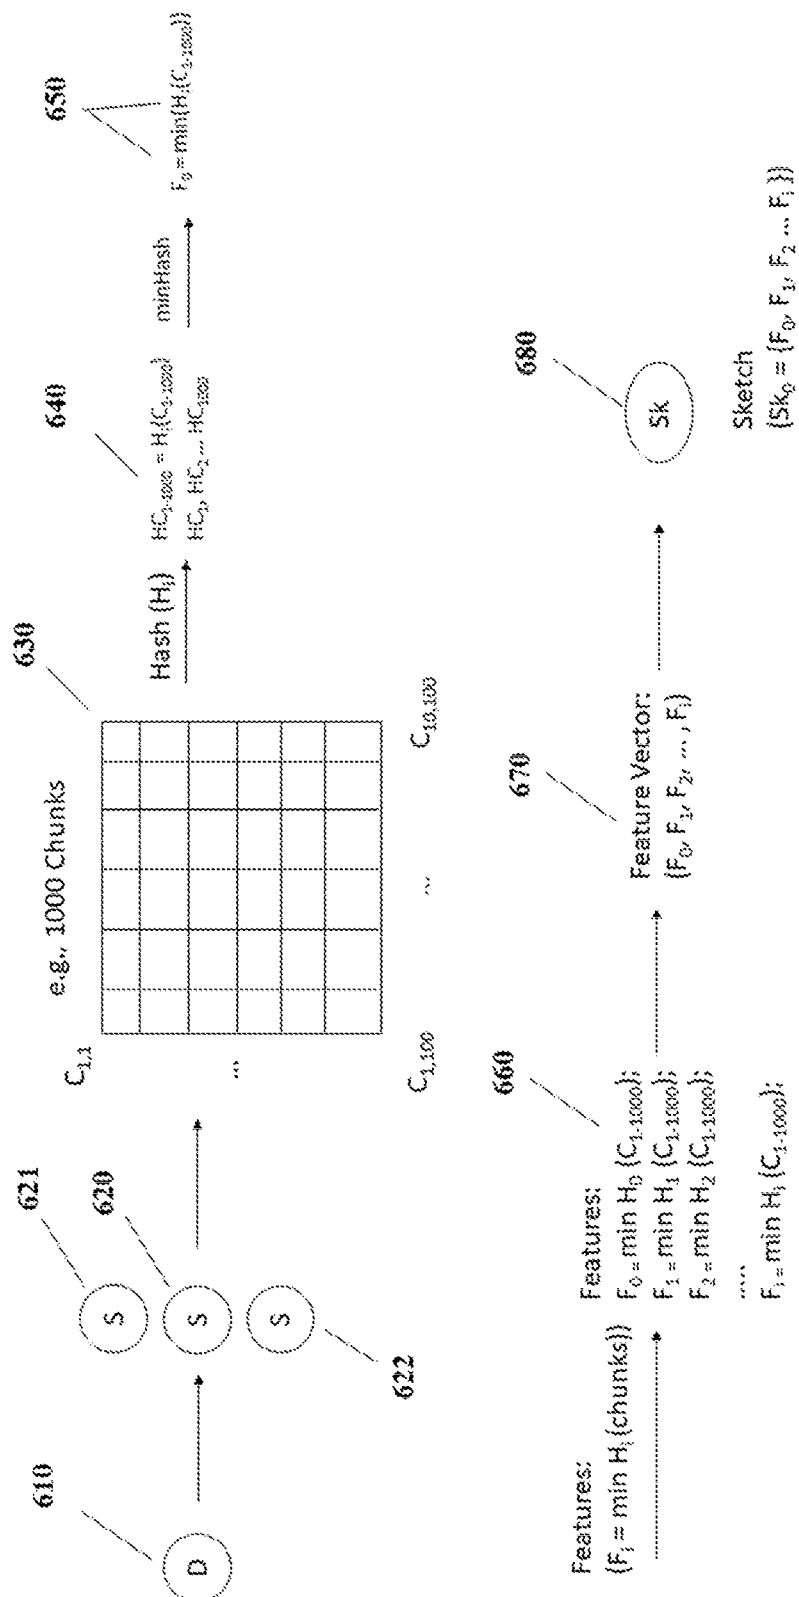 610
D
621
620
S
S
S
622
e.g., 1000 Chunks
630
C1,1
...
C1,100
...
C10,100
Hash (Hi)
640
HC1-1000 = Hi{C1-1000}
HC1, HC2 ... HC1000
minHash
650
F0 = min{Hi{C1-1000}}
Features:
{Fi = min Hi {chunks}}
660
Features:
F0 = min H0 {C1-1000};
F1 = min H1 {C1-1000};
F2 = min H2 {C1-1000};
.....
Fi = min Hi {C1-1000};
670
Feature Vector:
{F0, F1, F2, ..., Fi}
680
Sk
Sketch
{Sk0 = {F0, F1, F2 ... Fi }}